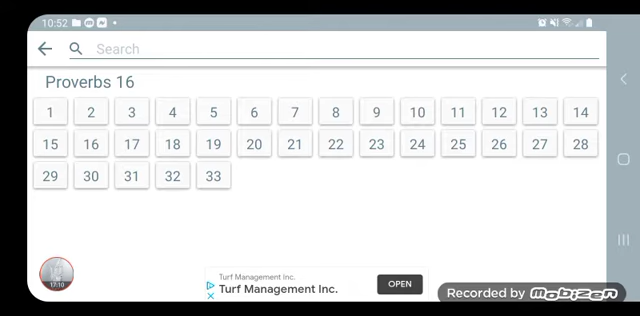 10:52
Search
Proverbs 16
1 2 3 4 5 6 7 8 9 10 11 12 13 14
15 16 17 18 19 20 21 22 23 24 25 26 27 28
29 30 31 32 33
Turf Management Inc.
Turf Management Inc.
OPEN
17:10
Recorded by Mobizen